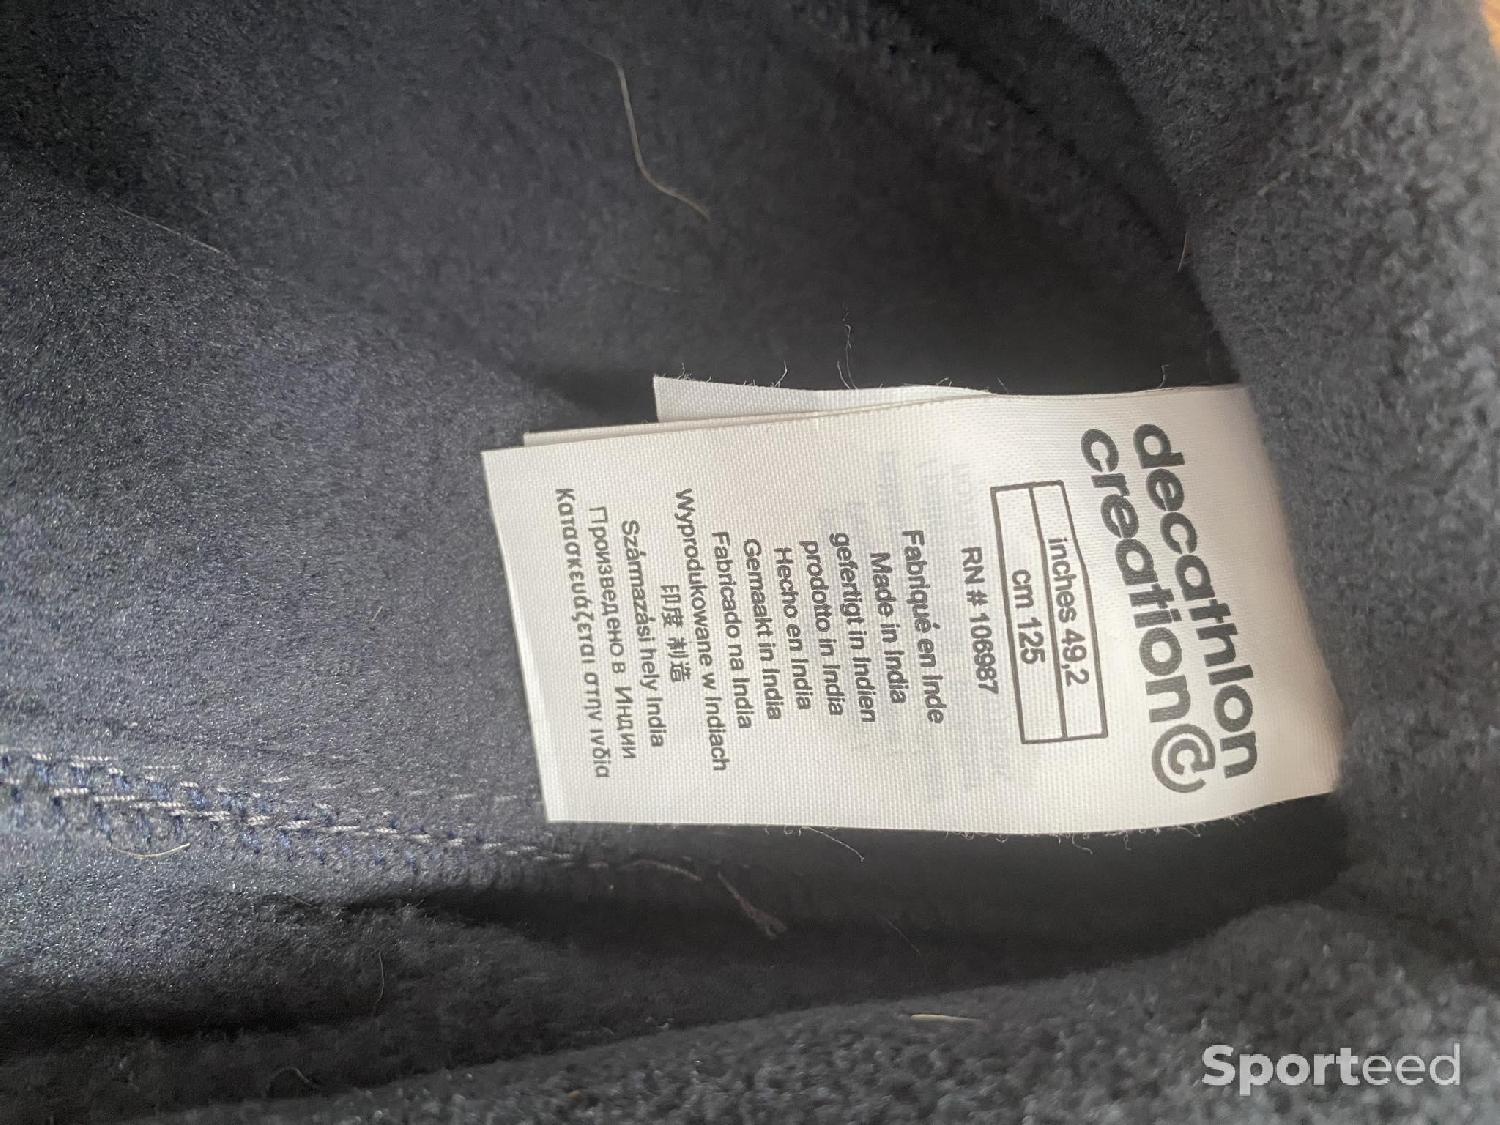 decathlon
creation©
inches 49,2
cm 125
RN # 106987
Fabriqué en Inde
Made in India
gefertigt in Indien
prodotto in India
Hecho en India
Gemaakt in India
Fabricado na India
Wyprodukowane w Indiach
印度 制造
Származási hely India
Произведено в Индии
Κατασκευάζεται στην ινδία
Sporteed